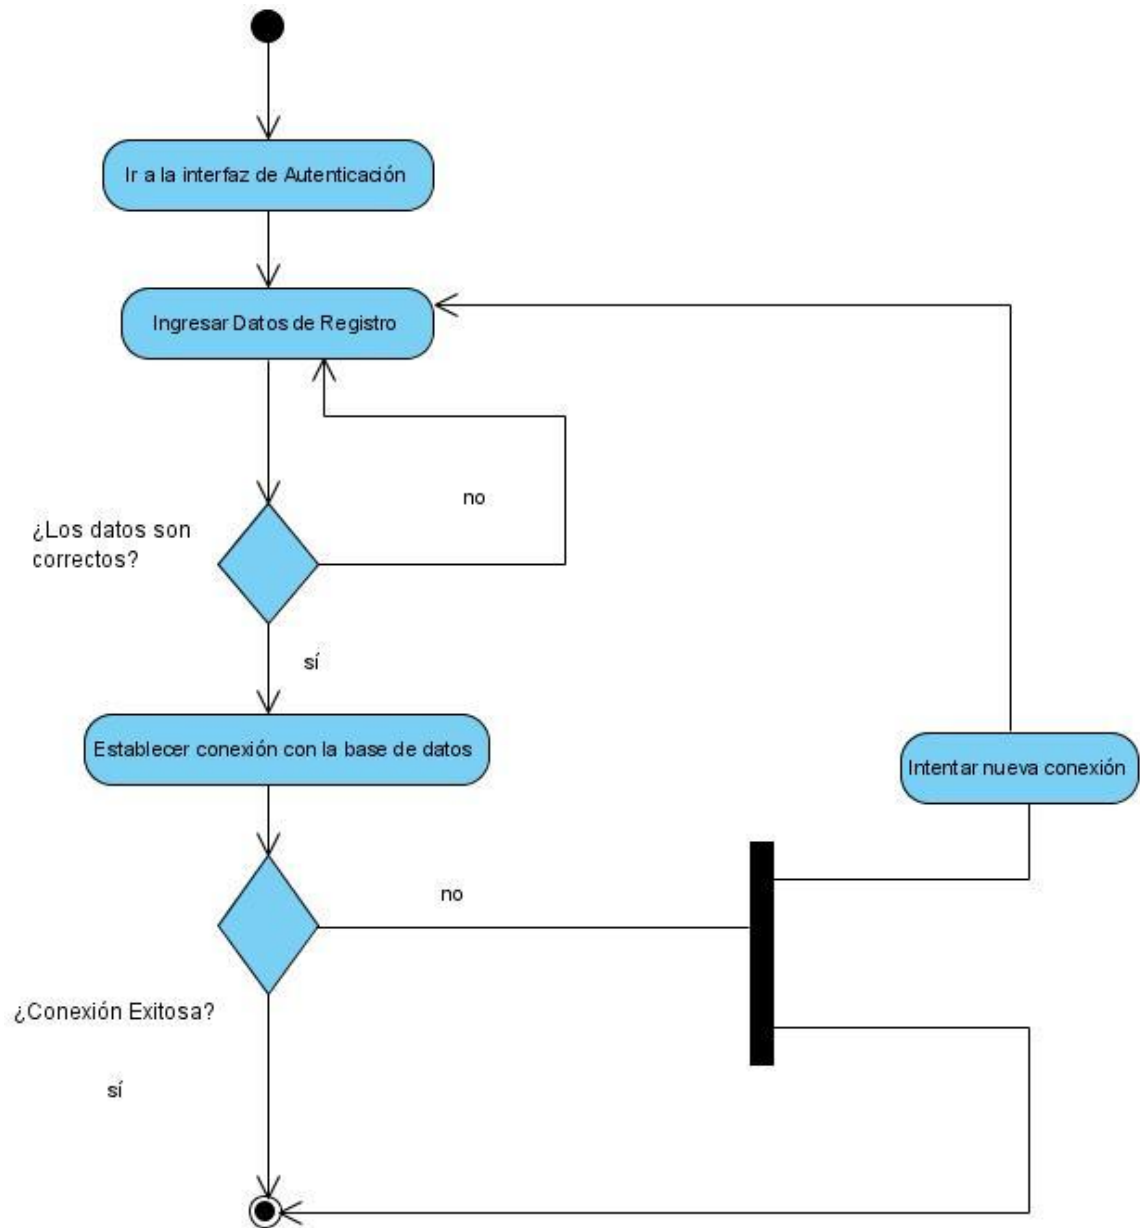 Ir a la interfaz de Autenticación
Ingresar Datos de Registro
no
¿Los datos son
correctos?
sí
Establecer conexión con la base de datos
Intentar nueva conexión
no
¿Conexión Exitosa?
sí